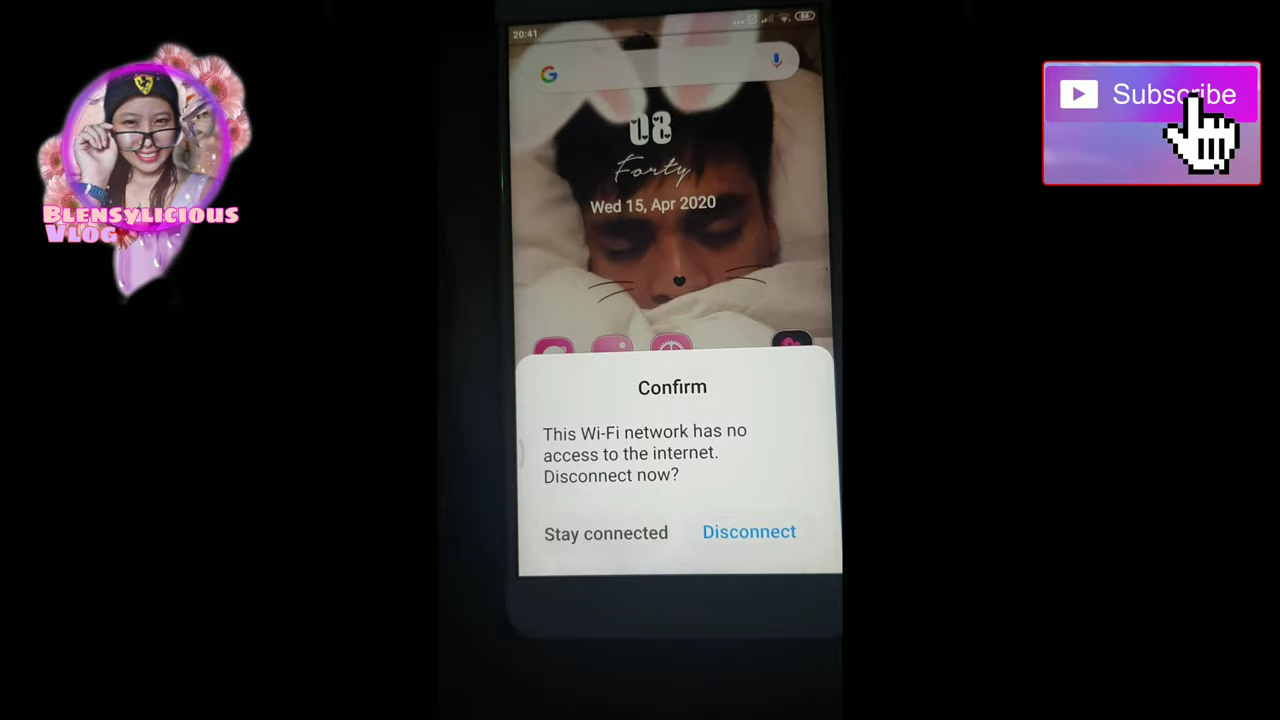 BLENSYLICIOUS
VLOG
Subscribe
20:41
84
08
Forty
Wed 15, Apr 2020
Confirm
This Wi-Fi network has no
access to the internet.
Disconnect now?
Stay connected
Disconnect